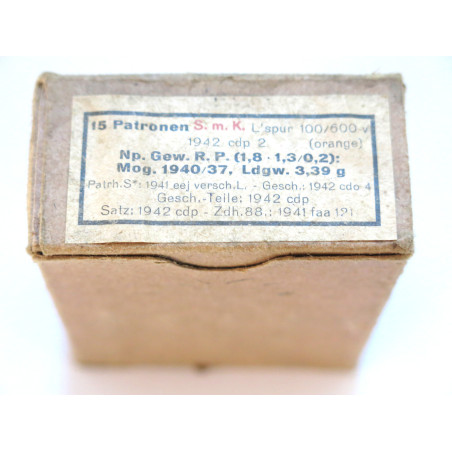 15 Patronen S. m. K. L'spur 100/600-v
1942 cdp 2. (orange)
Np. Gew. R. P. (1,8 · 1,3/0,2):
Mog. 1940/37, Ldgw. 3,39 g
Patrh.S*: 1941 eej versch.L. - Gesch.: 1942 cdo 4
Gesch.-Teile: 1942 cdp
Satz: 1942 cdp - Zdh.88.: 1941 faa 121